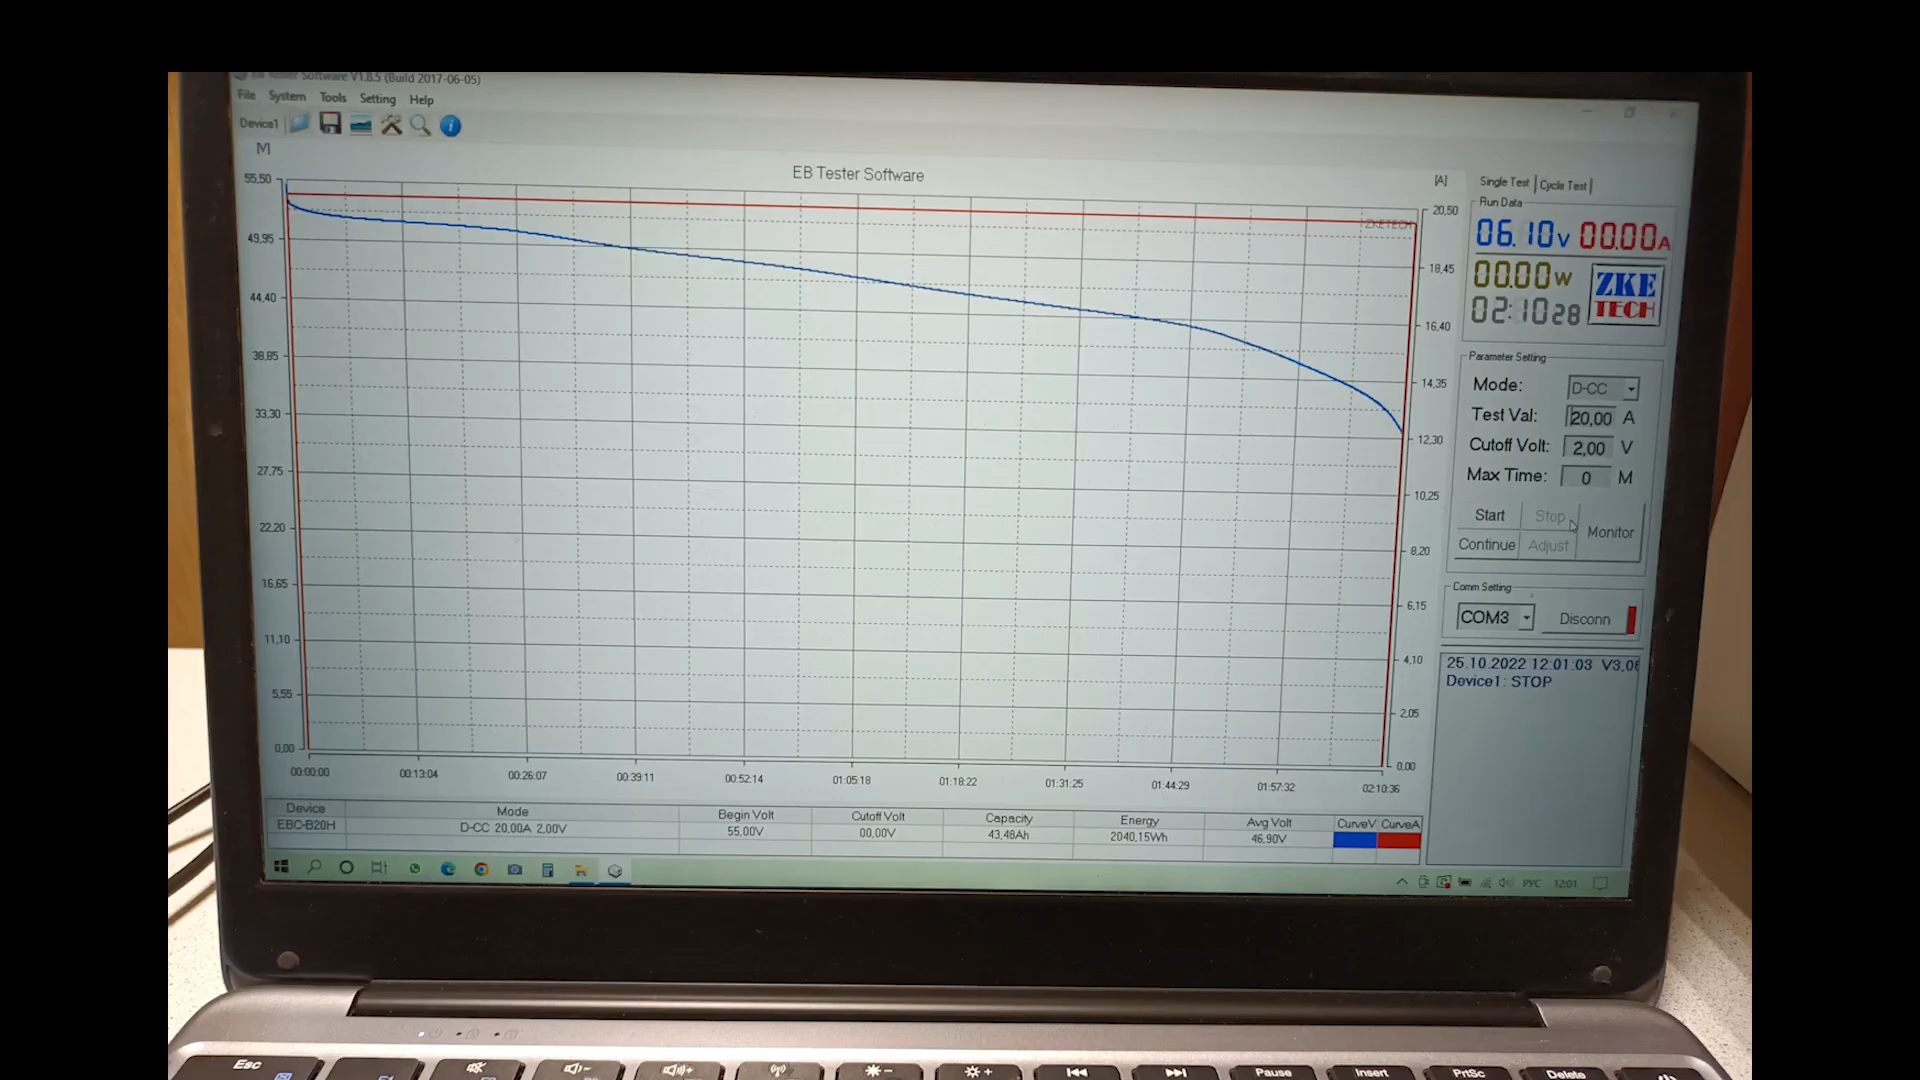 EB Tester Software V1.8.5 (Build 2017-06-05)
File System Tools Setting Help
Device1
[V]
EB Tester Software
[A]
55,50
49,95
44,40
38,85
33,30
27,75
22,20
16,65
11,10
5,55
0,00
ZKETECH
20,50
18,45
16,40
14,35
12,30
10,25
8,20
6,15
4,10
2,05
0,00
00:00:00 00:13:04 00:26:07 00:39:11 00:52:14 01:05:18 01:18:22 01:31:25 01:44:29 01:57:32 02:10:36
Device Mode Begin Volt Cutoff Volt Capacity Energy Avg Volt CurveV CurveA
EBC-B20H D-CC 20,00A 2,00V 55,00V 00,00V 43,48Ah 2040,15Wh 46,90V
Single Test Cycle Test
Run Data
06.10V 00.00A
00.00W
02:10 28
ZKE
TECH
Parameter Setting
Mode: D-CC
Test Val: 20,00 A
Cutoff Volt: 2,00 V
Max Time: 0 M
Start Stop
Monitor
Continue Adjust
Comm Setting
COM3 Disconn
25.10.2022 12:01:03 V3,06
Device1: STOP
РУС 12:01
Esc
Pause Insert PrtSc Delete